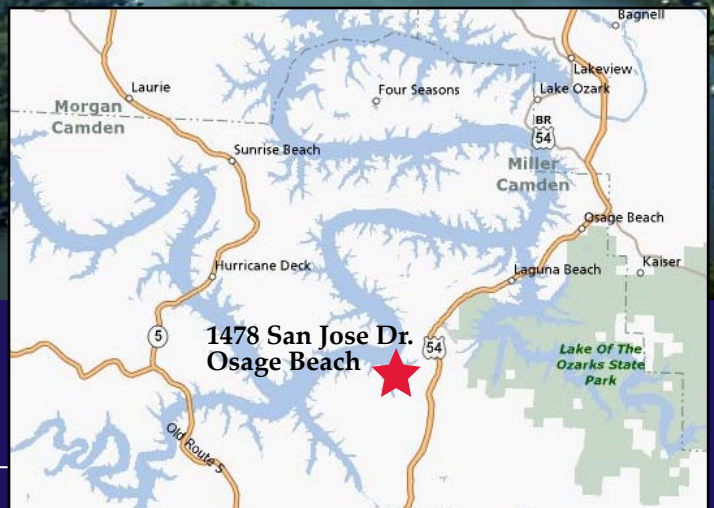 Bagnell
Lakeview
Laurie
Four Seasons
Lake Ozark
Morgan
Camden
BR
54
Sunrise Beach
Miller
Camden
Osage Beach
Kaiser
Hurricane Deck
Laguna Beach
5
1478 San Jose Dr.
Osage Beach
54
Lake Of The
Ozarks State
Park
Old Route 5